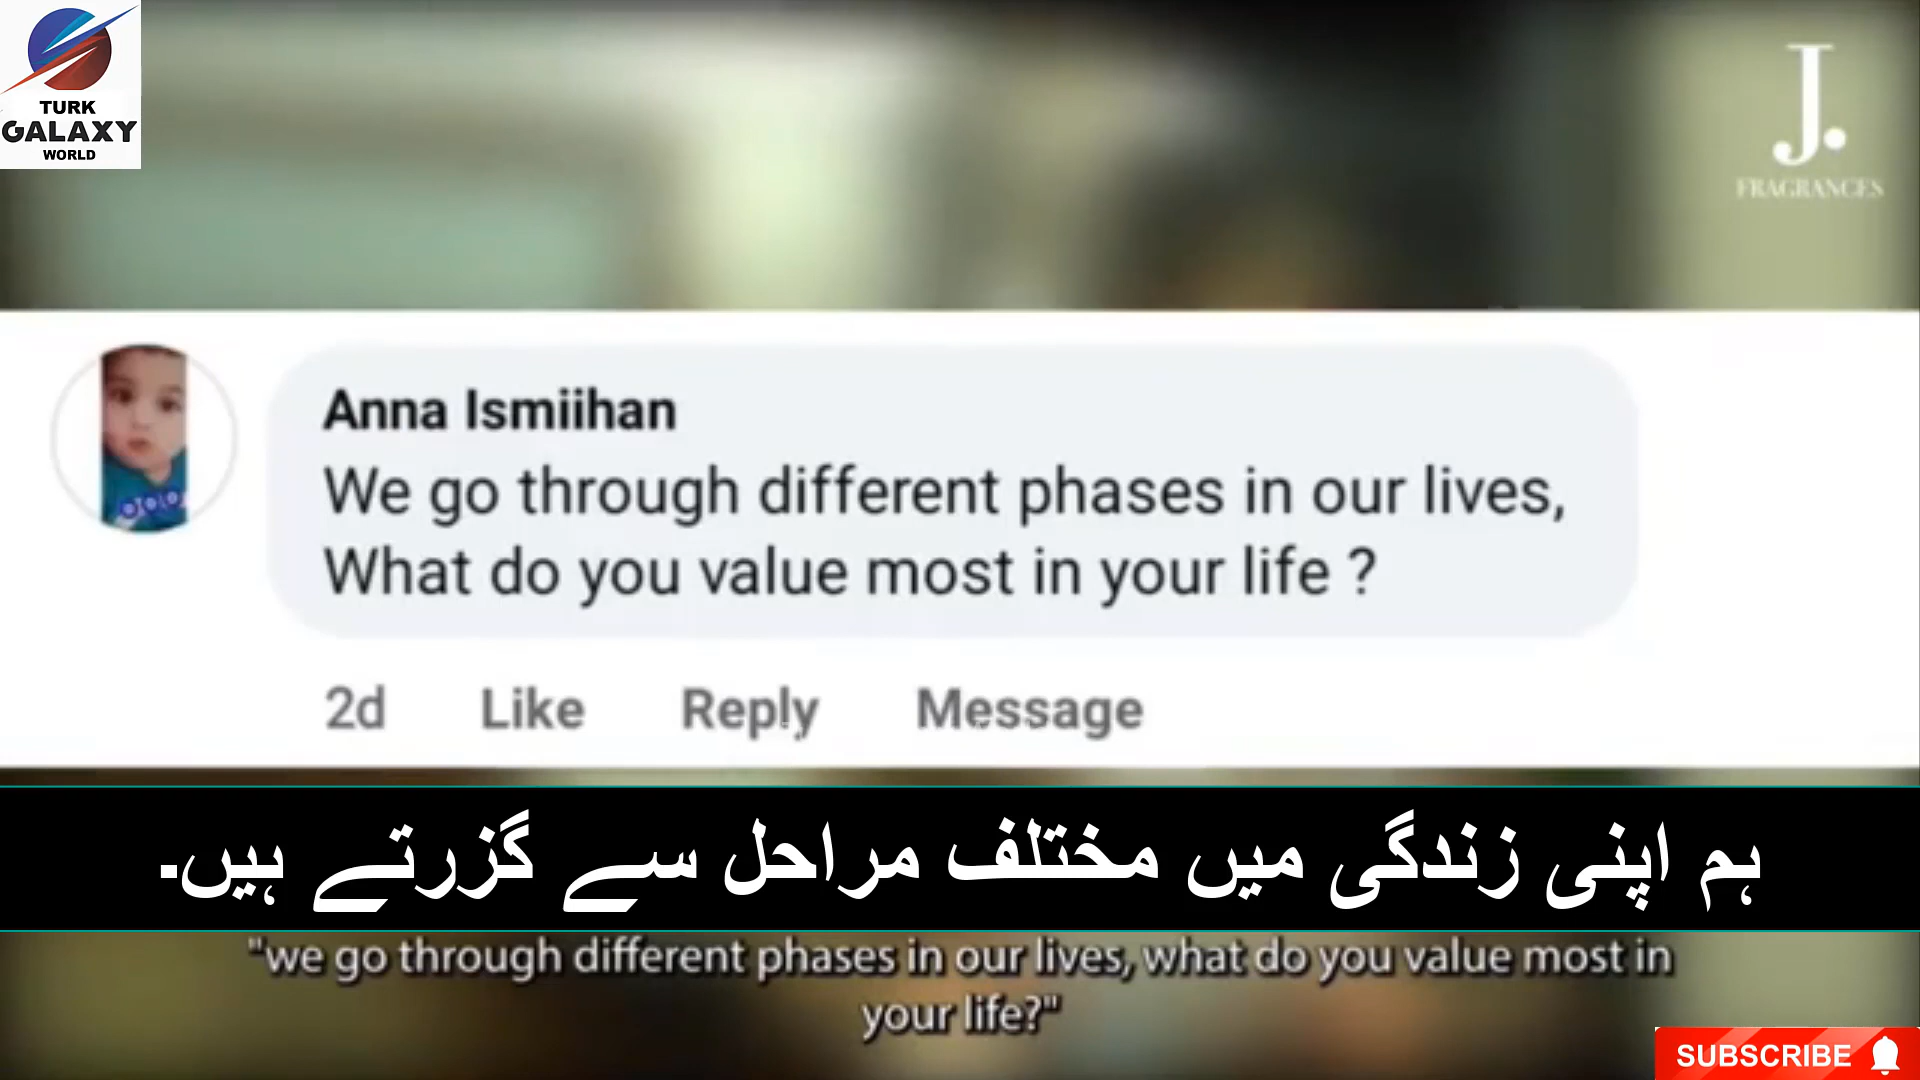 TURK
GALAXY
WORLD
J.
FRAGRANCES
Anna Ismiihan
We go through different phases in our lives,
What do you value most in your life ?
2d Like Reply Message
ہم اپنی زندگی میں مختلف مراحل سے گزرتے ہیں۔
"we go through different phases in our lives, what do you value most in
your life?"
SUBSCRIBE